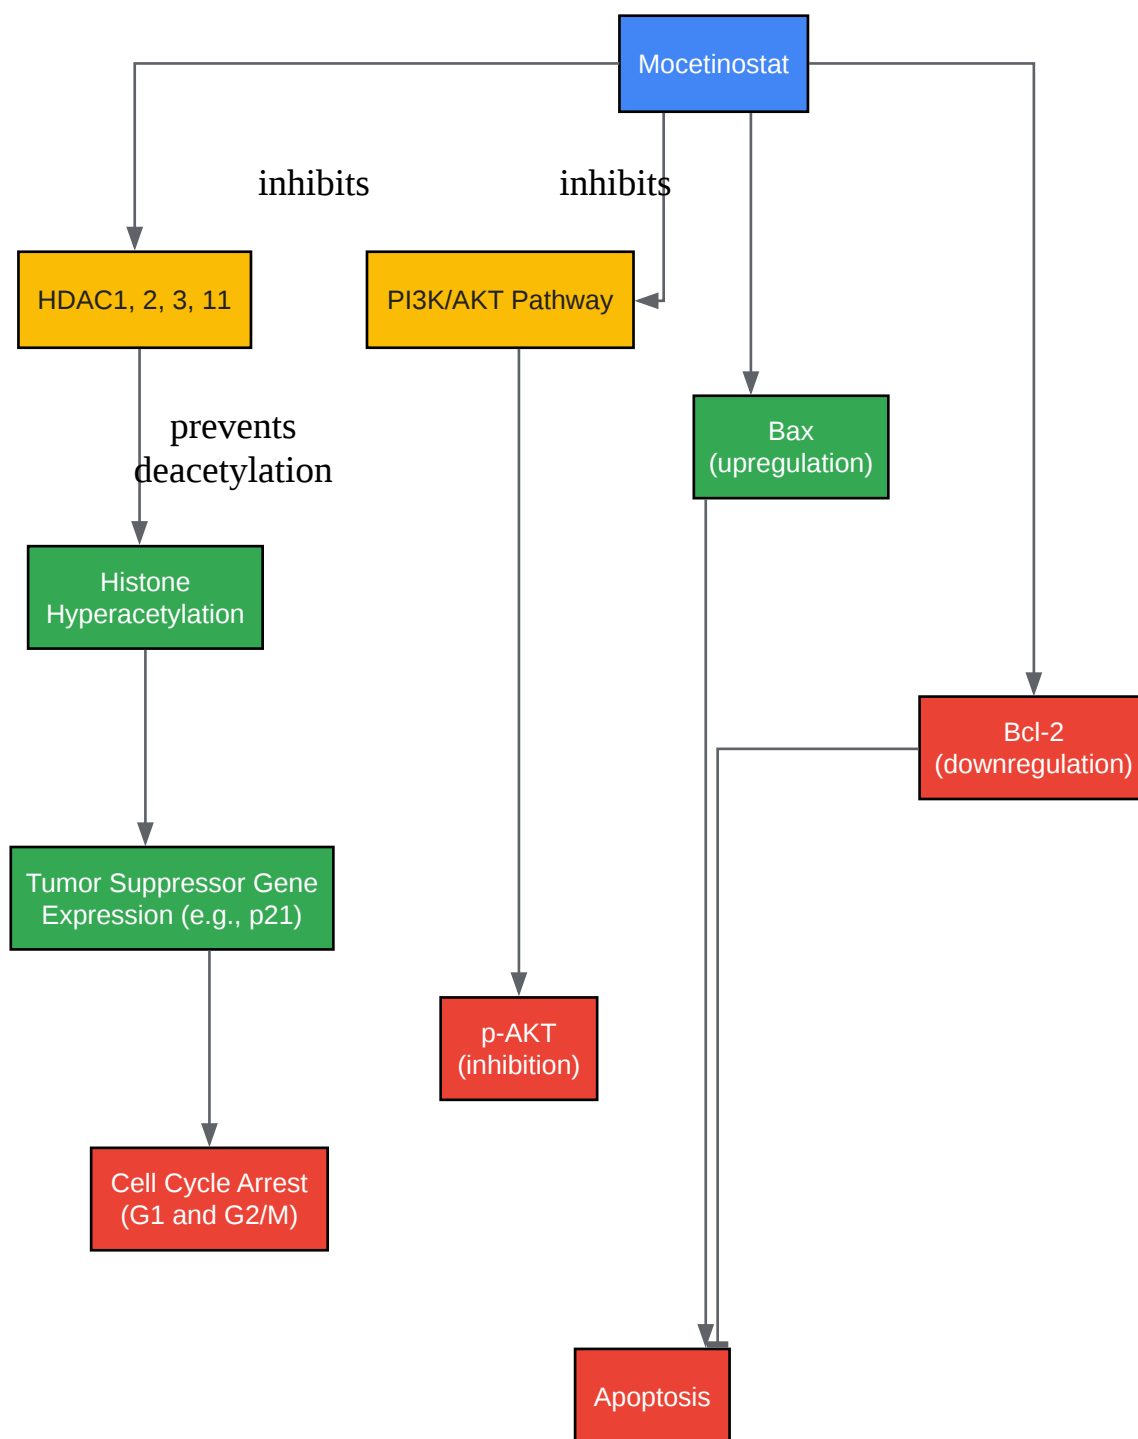 Mocetinostat
inhibits
inhibits
HDAC1, 2, 3, 11
PI3K/AKT Pathway
prevents
deacetylation
Bax
(upregulation)
Histone
Hyperacetylation
Bcl-2
(downregulation)
Tumor Suppressor Gene
Expression (e.g., p21)
p-AKT
(inhibition)
Cell Cycle Arrest
(G1 and G2/M)
Apoptosis